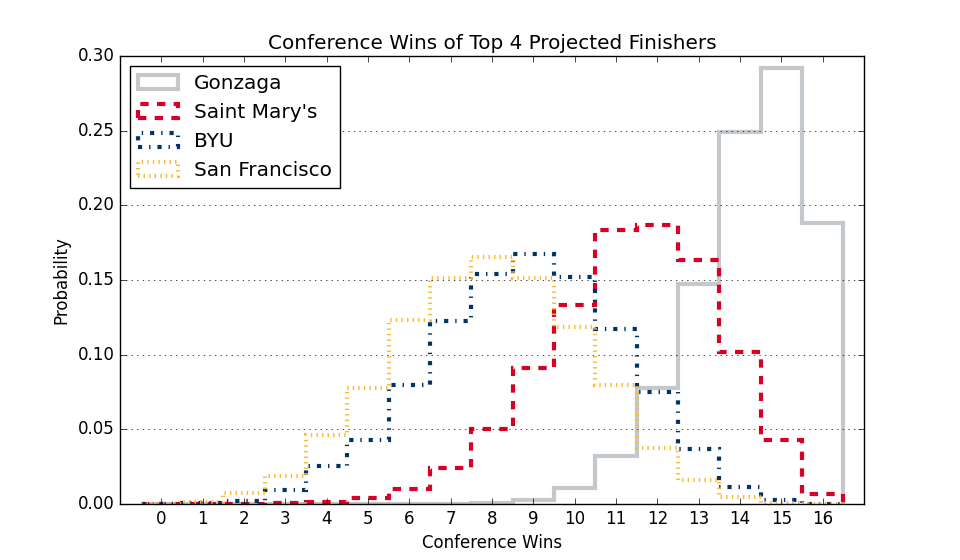 Conference Wins of Top 4 Projected Finishers
0.30
0.25
0.20
0.15
0.10
0.05
0.00
Probability
Gonzaga
Saint Mary's
BYU
San Francisco
0 1 2 3 4 5 6 7 8 9 10 11 12 13 14 15 16
Conference Wins